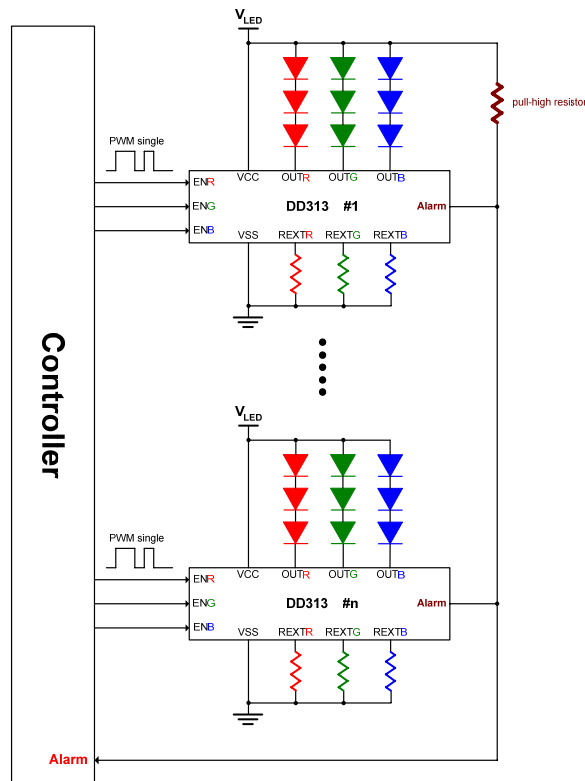 VLED
pull-high resistor
PWM single
VCC OUTR OUTG OUTB
ENR
ENG
ENB
DD313 #1
Alarm
VSS REXTR REXTG REXTB
Controller
VLED
PWM single
VCC OUTR OUTG OUTB
ENR
ENG
ENB
DD313 #n
Alarm
VSS REXTR REXTG REXTB
Alarm